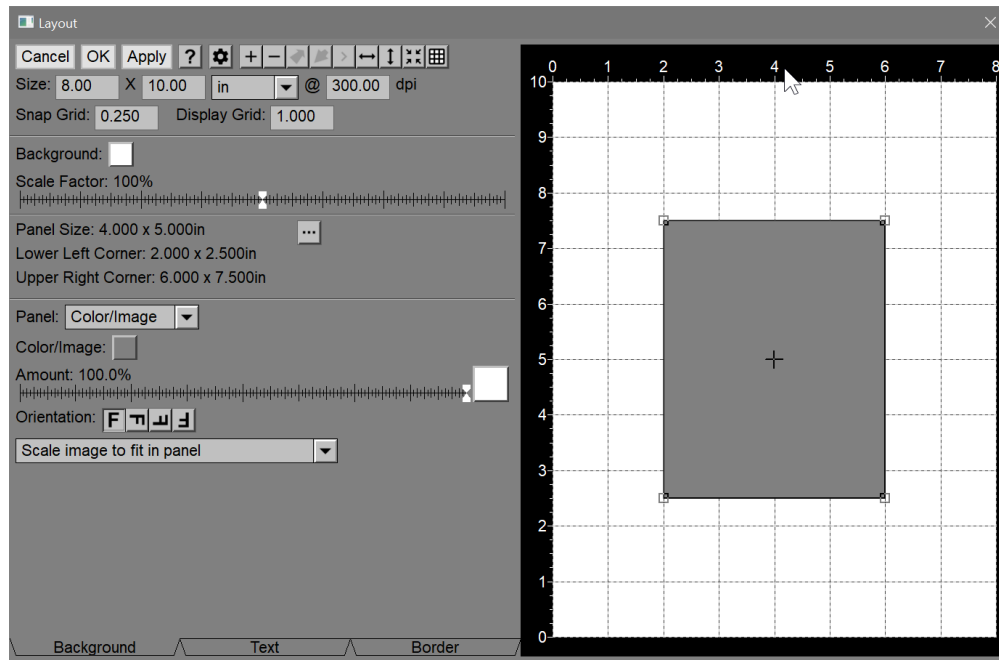 Layout
Cancel OK Apply ?
Size: 8.00 X 10.00 in @ 300.00 dpi
Snap Grid: 0.250 Display Grid: 1.000
Background:
Scale Factor: 100%
Panel Size: 4.000 x 5.000in ...
Lower Left Corner: 2.000 x 2.500in
Upper Right Corner: 6.000 x 7.500in
Panel: Color/Image
Color/Image:
Amount: 100.0%
Orientation: F F F F
Scale image to fit in panel
Background Text Border
0 1 2 3 4 5 6 7 8
10
9
8
7
6
5
4
3
2
1
0